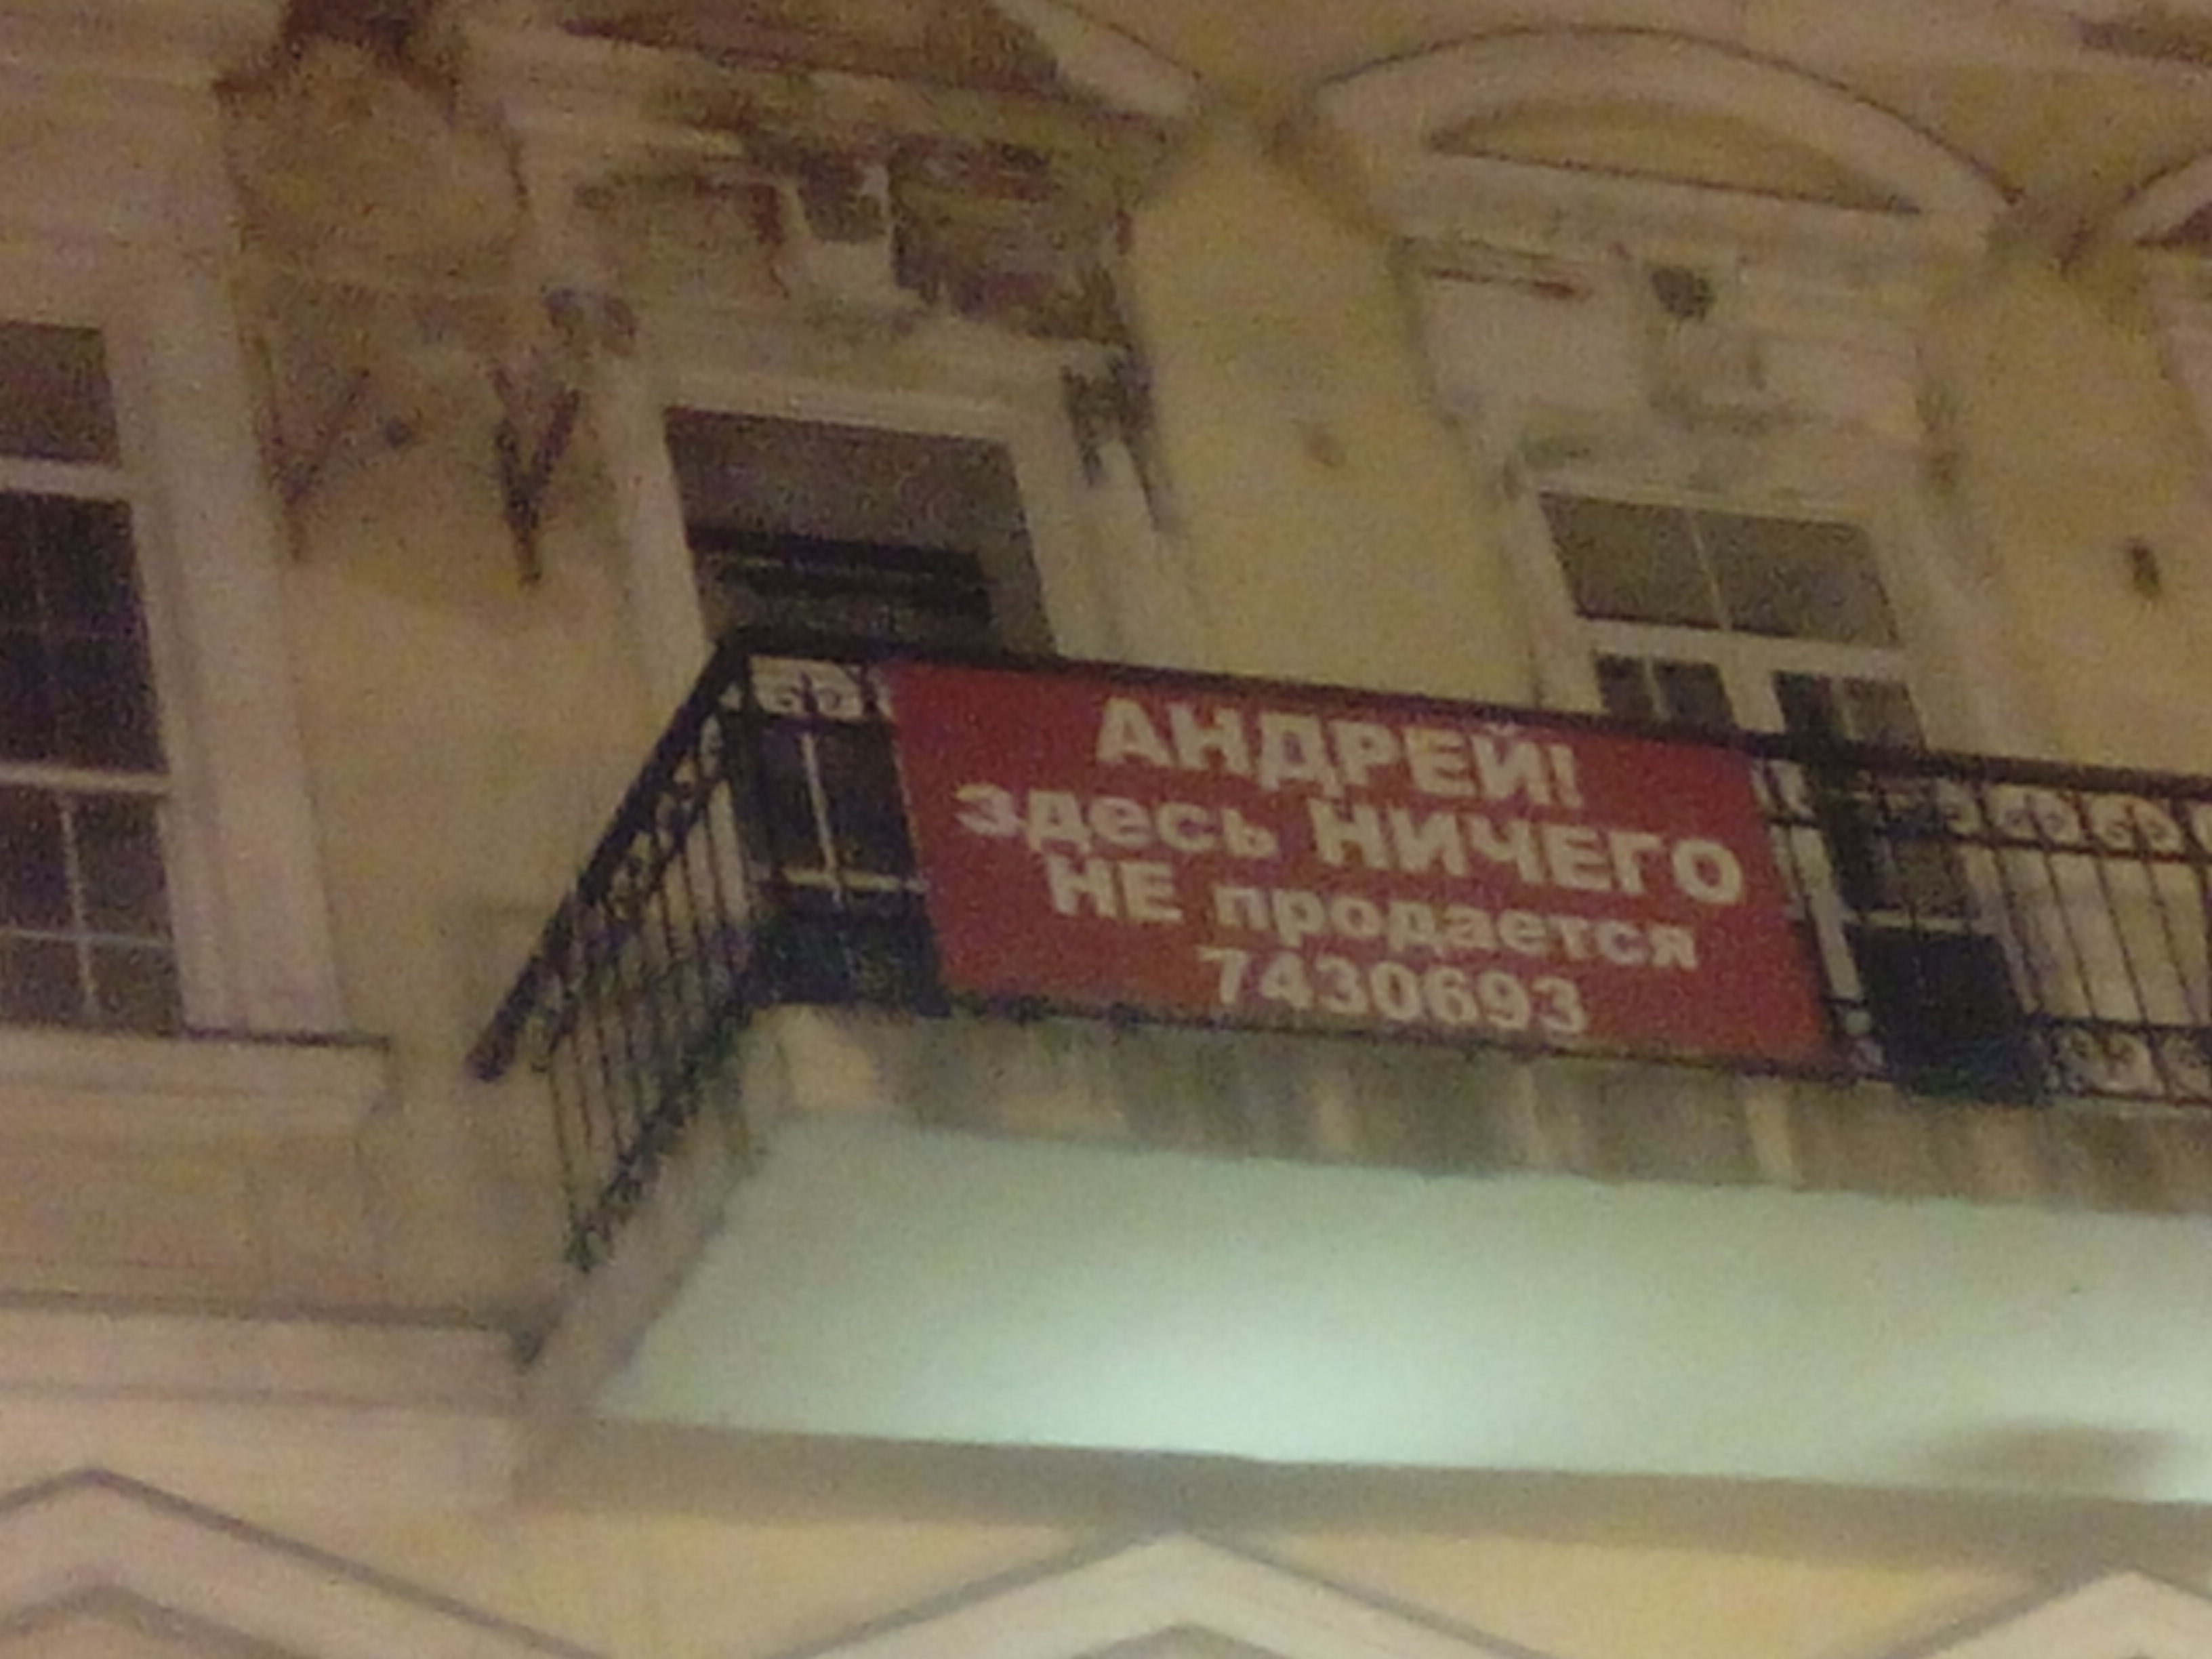 АНДРЕЙ!
здесь НИЧЕГО
НЕ продается
7430693